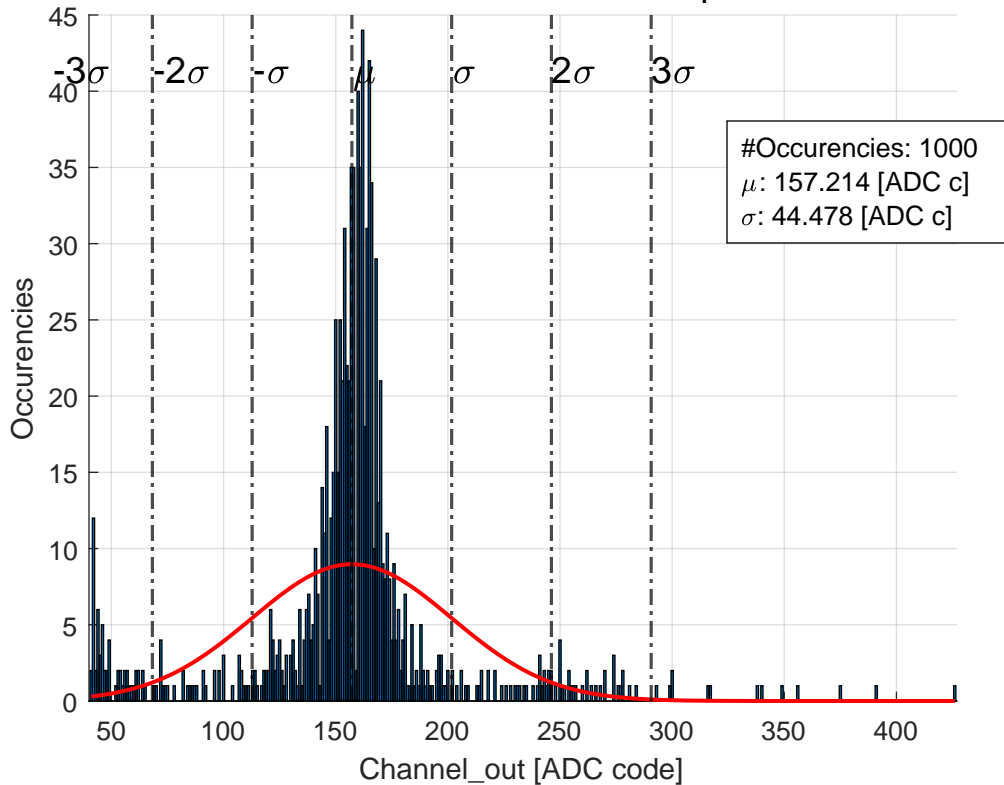 45
40
35
30
25
20
15
10
5
0
-3σ -2σ -σ μ σ 2σ 3σ
#Occurencies: 1000
μ: 157.214 [ADC c]
σ: 44.478 [ADC c]
Occurencies
50 100 150 200 250 300 350 400
Channel_out [ADC code]